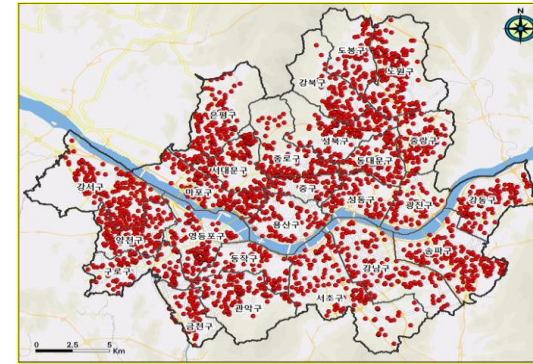 N
도봉구
노원구
강북구
은평구
성북구
중랑구
종로구
동대문구
서대문구
강서구
마포구
중구
성동구
광진구
강동구
용산구
양천구
영등포구
송파구
동작구
강남구
구로구
서초구
관악구
금천구
0 2.5 5
Km